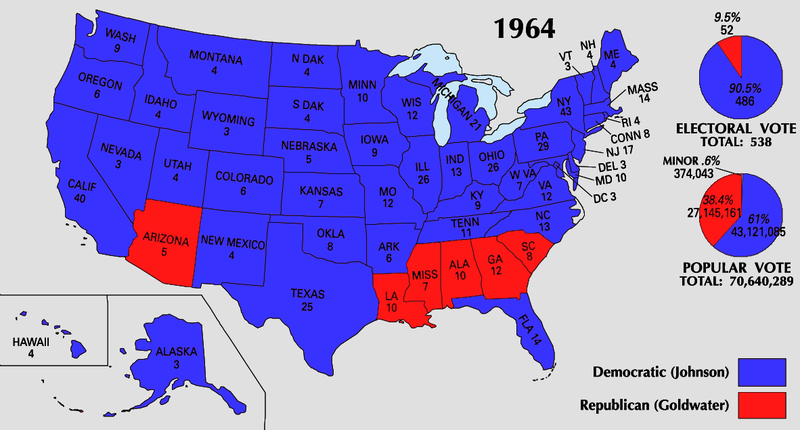 1964
WASH
9
OREGON
6
CALIF
40
NEVADA
3
IDAHO
4
MONTANA
4
WYOMING
3
UTAH
4
ARIZONA
5
COLORADO
6
NEW MEXICO
4
N DAK
4
S DAK
4
NEBRASKA
5
KANSAS
7
OKLA
8
TEXAS
25
MINN
10
IOWA
9
MO
12
ARK
6
LA
10
WIS
12
ILL
26
MICHIGAN 21
IND
13
OHIO
26
KY
9
TENN
11
MISS
7
ALA
10
GA
12
FLA 14
SC
8
NC
13
VA
12
W VA
7
PA
29
NY
43
VT
3
NH
4
ME
4
MASS
14
RI 4
CONN 8
NJ 17
DEL 3
MD 10
DC 3
HAWAII
4
ALASKA
3
9.5%
52
90.5%
486
ELECTORAL VOTE
TOTAL: 538
MINOR .6%
374,043
38.4%
27,145,161
61%
43,121,085
POPULAR VOTE
TOTAL: 70,640,289
Democratic (Johnson)
Republican (Goldwater)